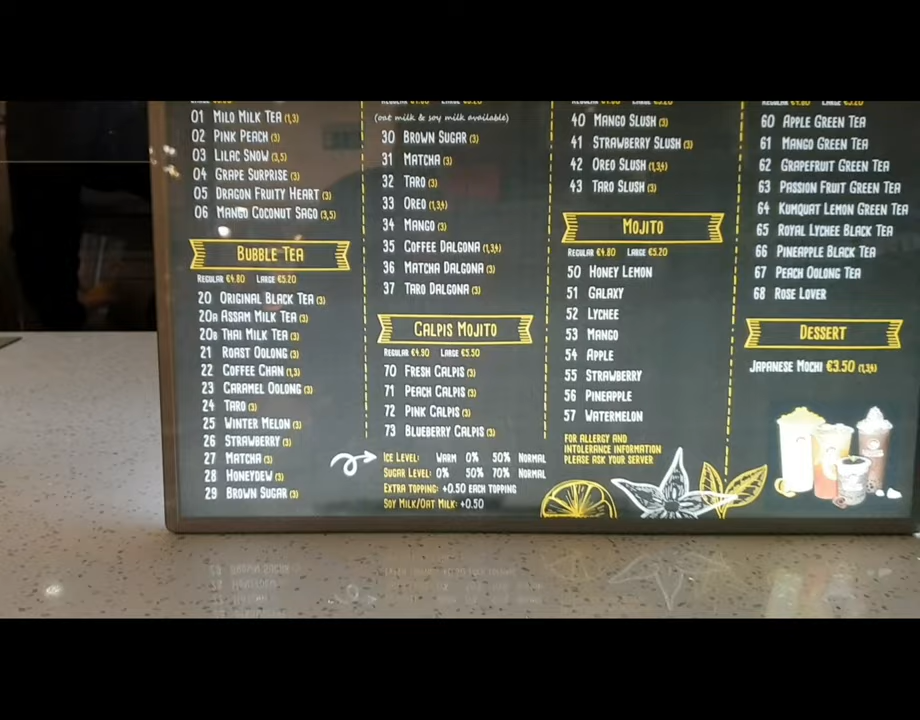 01 Milo Milk Tea (1,3)
02 Pink Peach (3)
03 Lilac Snow (3,5)
04 Grape Surprise (3)
05 Dragon Fruity Heart (3)
06 Mango Coconut Sago (3,5)
Bubble Tea
Regular €4.80 Large €5.20
20 Original Black Tea (3)
20A Assam Milk Tea (3)
20B Thai Milk Tea (3)
21 Roast Oolong (3)
22 Coffee Chan (1,3)
23 Caramel Oolong (3)
24 Taro (3)
25 Winter Melon (3)
26 Strawberry (3)
27 Matcha (3)
28 Honeydew (3)
29 Brown Sugar (3)
(oat milk & soy milk available)
30 Brown Sugar (3)
31 Matcha (3)
32 Taro (3)
33 Oreo (1,3,4)
34 Mango (3)
35 Coffee Dalgona (1,3,4)
36 Matcha Dalgona (3)
37 Taro Dalgona (3)
Calpis Mojito
Regular €4.90 Large €5.50
70 Fresh Calpis (3)
71 Peach Calpis (3)
72 Pink Calpis (3)
73 Blueberry Calpis (3)
Ice Level: Warm 0% 50% Normal
Sugar Level: 0% 50% 70% Normal
Extra Topping: +0.50 each topping
Soy Milk/Oat Milk: +0.50
40 Mango Slush (3)
41 Strawberry Slush (3)
42 Oreo Slush (1,3,4)
43 Taro Slush (3)
Mojito
Regular €4.80 Large €5.20
50 Honey Lemon
51 Galaxy
52 Lychee
53 Mango
54 Apple
55 Strawberry
56 Pineapple
57 Watermelon
FOR ALLERGY AND
INTOLERANCE INFORMATION
PLEASE ASK YOUR SERVER
60 Apple Green Tea
61 Mango Green Tea
62 Grapefruit Green Tea
63 Passion Fruit Green Tea
64 Kumquat Lemon Green Tea
65 Royal Lychee Black Tea
66 Pineapple Black Tea
67 Peach Oolong Tea
68 Rose Lover
Dessert
Japanese Mochi €3.50 (1,3,4)